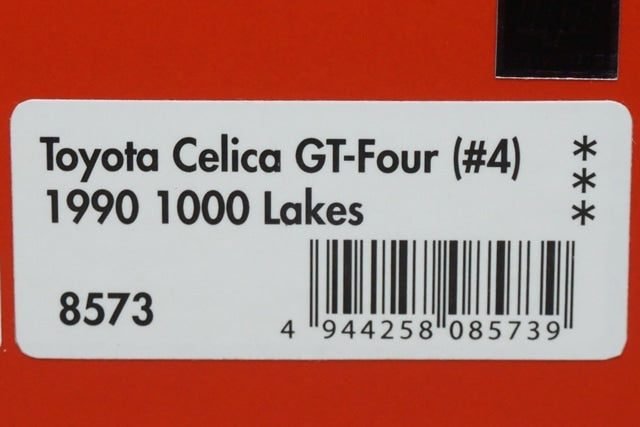 Toyota Celica GT-Four (#4)
1990 1000 Lakes
***
8573
4 944258 085739